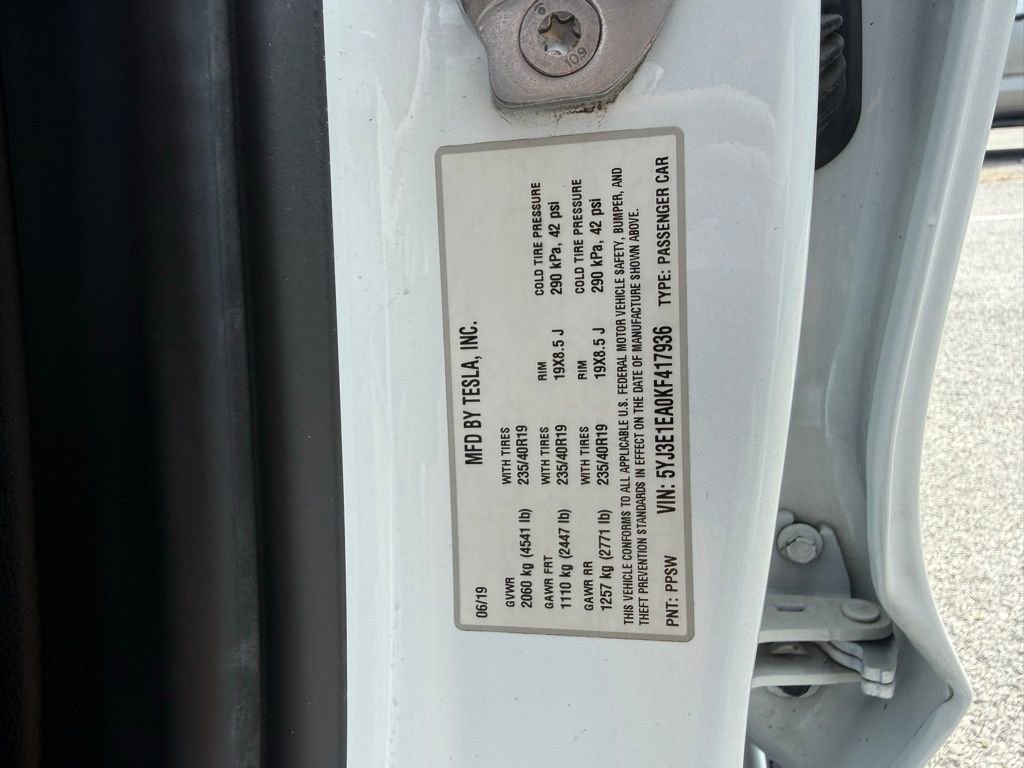 10.9
MFD BY TESLA, INC.
06/19
GVWR WITH TIRES
2060 kg (4541 lb) 235/40R19 RIM COLD TIRE PRESSURE
GAWR FRT WITH TIRES
1110 kg (2447 lb) 235/40R19 19X8.5 J 290 kPa, 42 psi
GAWR RR WITH TIRES RIM COLD TIRE PRESSURE
1257 kg (2771 lb) 235/40R19 19X8.5 J 290 kPa, 42 psi
THIS VEHICLE CONFORMS TO ALL APPLICABLE U.S. FEDERAL MOTOR VEHICLE SAFETY, BUMPER, AND
THEFT PREVENTION STANDARDS IN EFFECT ON THE DATE OF MANUFACTURE SHOWN ABOVE.
PNT: PPSW VIN: 5YJ3E1EA0KF417936 TYPE: PASSENGER CAR